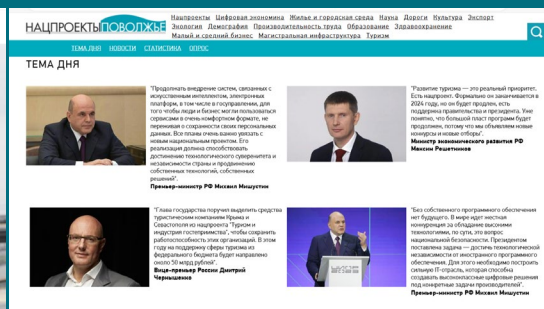 НАЦПРОЕКТЫ ПОВОЛЖЬЕ
Нацпроекты Цифровая экономика Жилье и городская среда Наука Дороги Культура Экспорт
Экология Демография Производительность труда Образование Здравоохранение
Малый и средний бизнес Магистральная инфраструктура Туризм
ТЕМА ДНЯ НОВОСТИ СТАТИСТИКА ОПРОС
ТЕМА ДНЯ
"Продолжать внедрение систем, связанных с
искусственным интеллектом, электронных
платформ, в том числе в госуправлении, для
того чтобы люди и бизнес могли пользоваться
сервисами в очень комфортном формате, не
переживая о сохранности своих персональных
данных. Все планы очень важно увязать с
новым национальным проектом. Его
реализация должна способствовать
достижению технологического суверенитета и
независимости страны и продвижению
собственных технологий, собственных
решений".
Премьер-министр РФ Михаил Мишустин
"Развитие туризма — это реальный приоритет.
Есть нацпроект. Формально он заканчивается в
2024 году, но он будет продлен, есть
поддержка правительства и президента. Уже
понятно, что большой пласт программ будет
продолжен, потому что мы объявляем новые
конкурсы и новые отборы".
Министр экономического развития РФ
Максим Решетников
"Глава государства поручил выделить средства
туристическим компаниям Крыма и
Севастополя из нацпроекта "Туризм и
индустрия гостеприимства", чтобы сохранить
работоспособность этих организаций. В этом
году на поддержку сферы туризма из
федерального бюджета будет направлено
около 50 млрд рублей".
Вице-премьер России Дмитрий
Чернышенко
"Без собственного программного обеспечения
нет будущего. В мире идет жесткая
конкуренция за обладание высокими
технологиями, по сути, это вопрос
национальной безопасности. Президентом
поставлена задача — достичь технологической
независимости от иностранного программного
обеспечения. Для этого необходимо построить
сильную IT-отрасль, которая способна
создавать высококлассные цифровые решения
под конкретные задачи производителей".
Премьер-министр РФ Михаил Мишустин